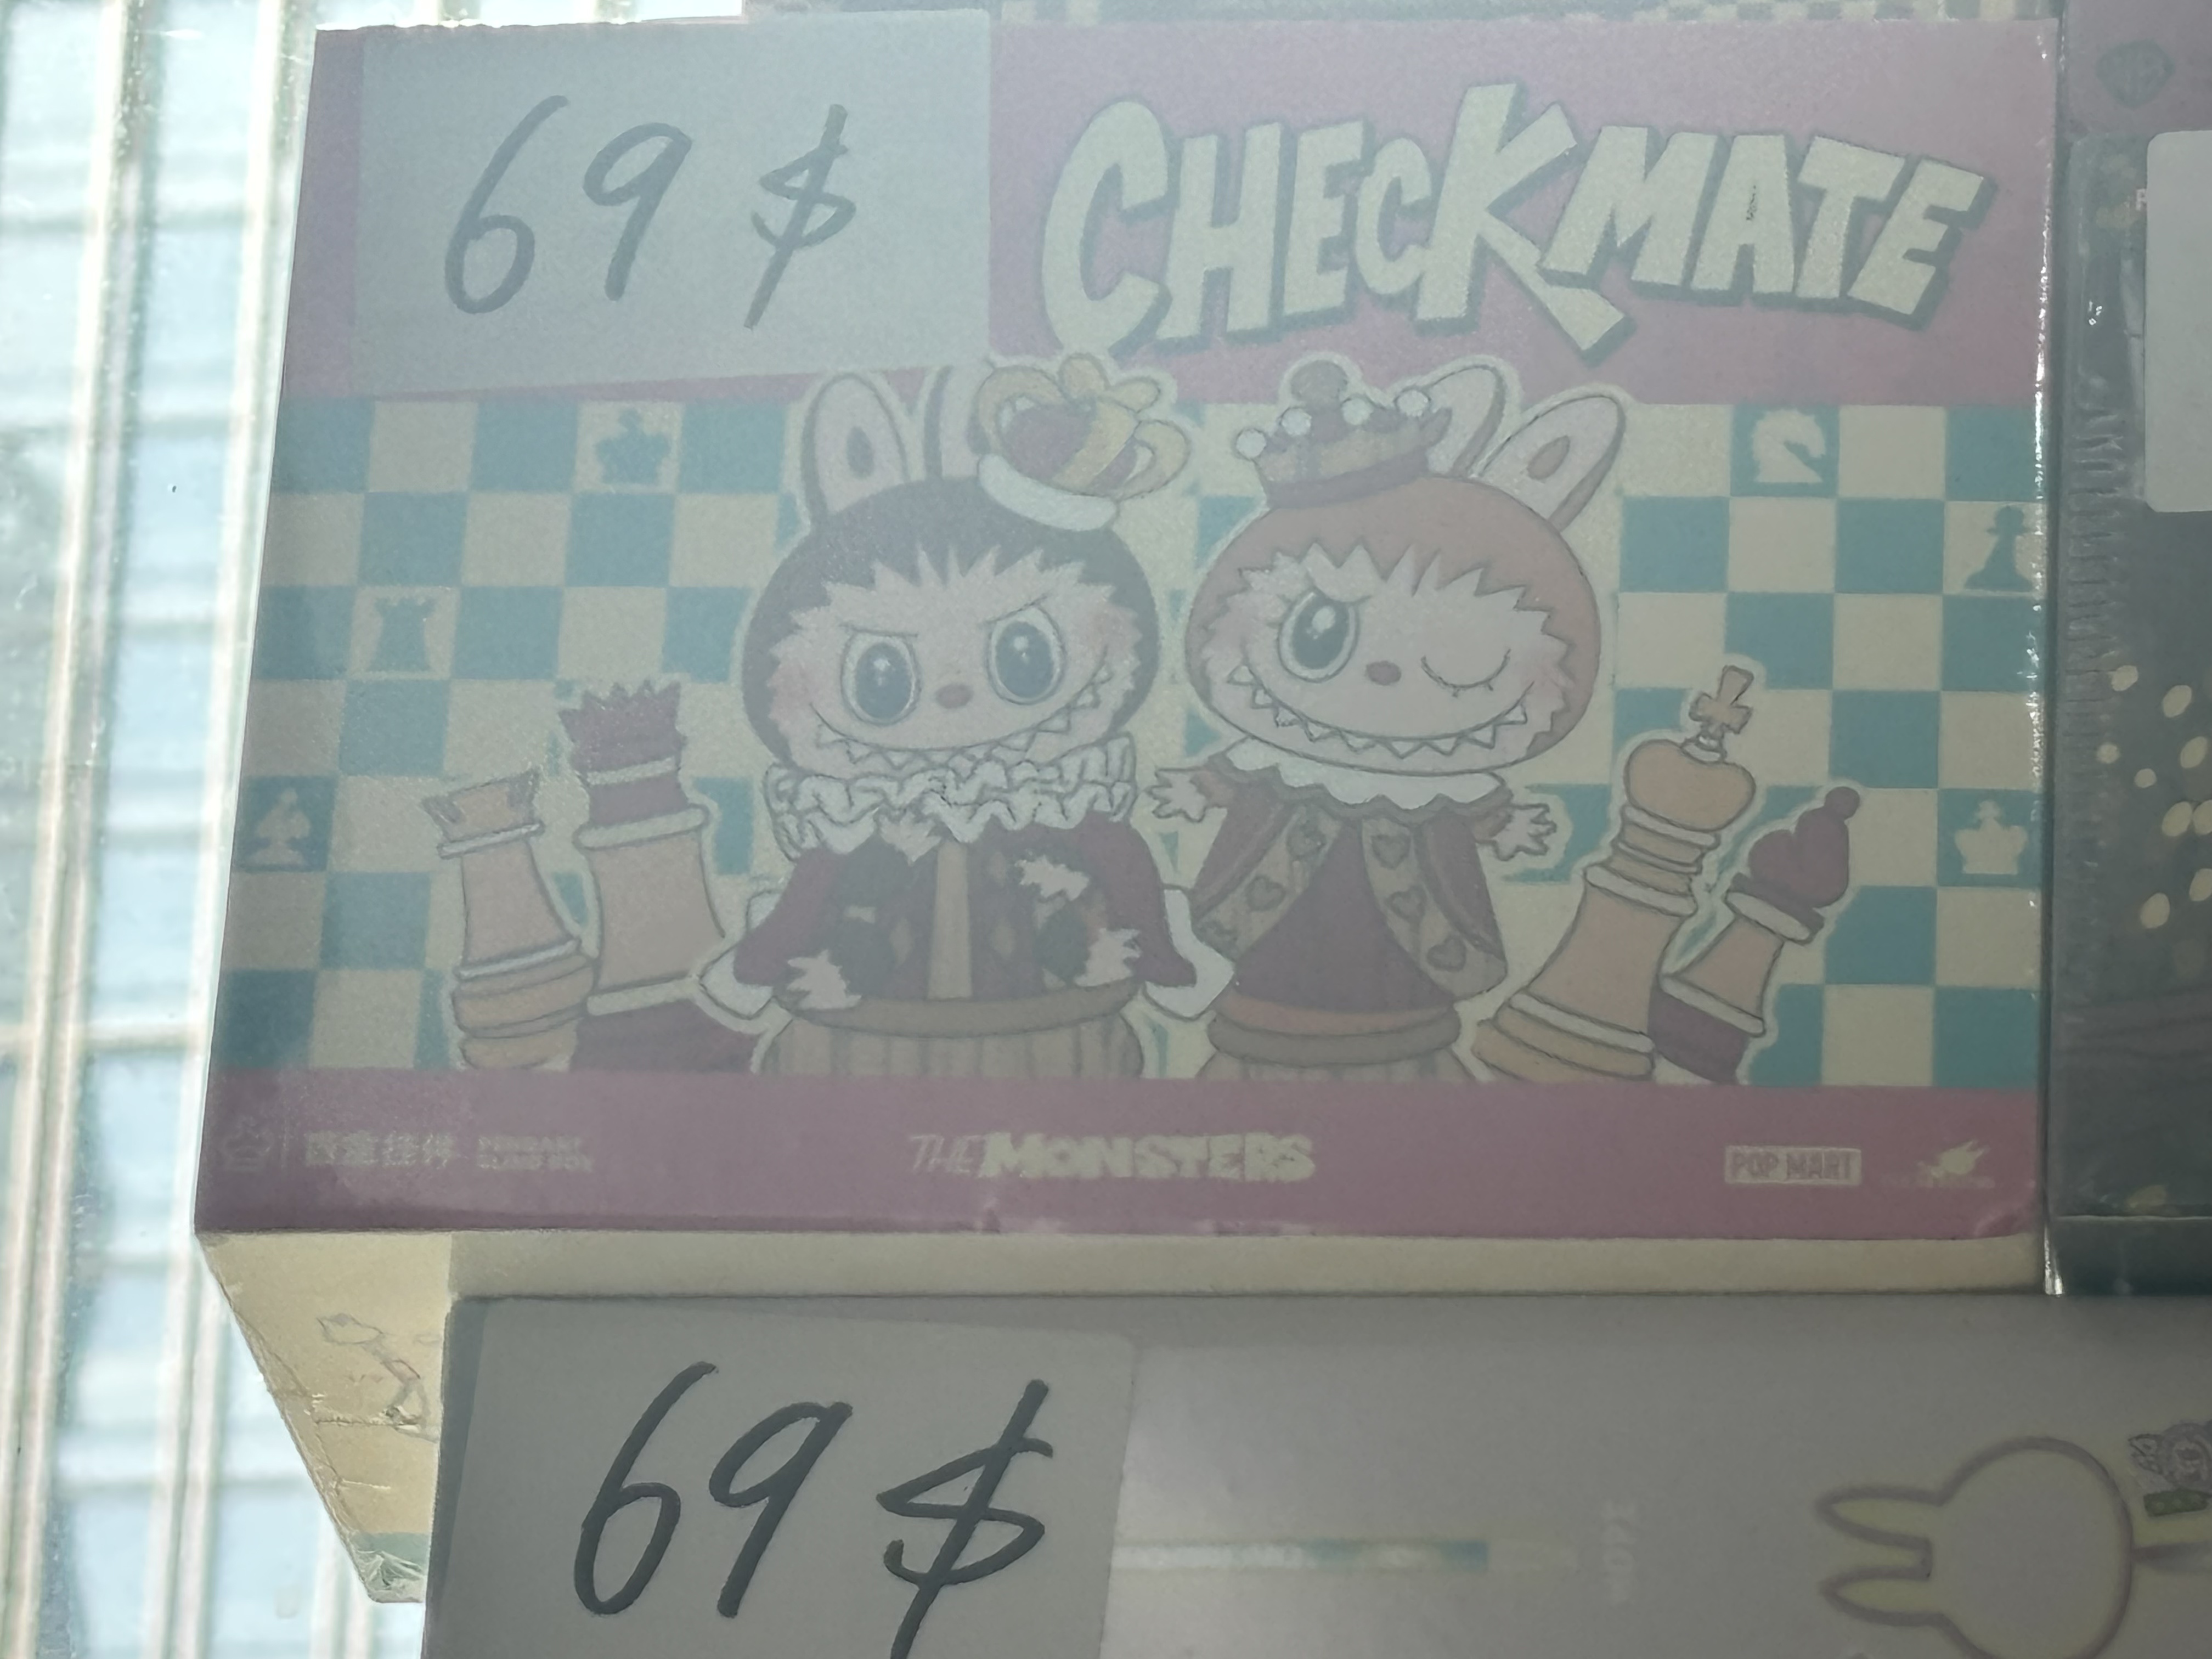 69 $
CHECKMATE
THE MONSTERS
POP MART
69 $